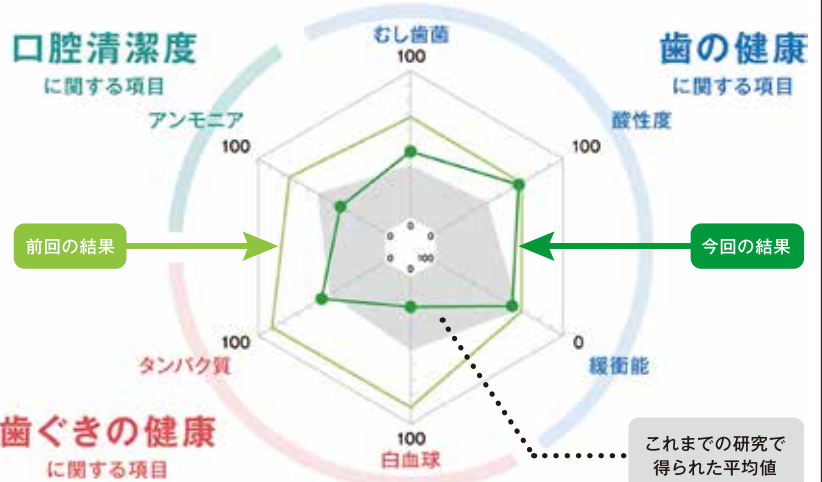 口腔清潔度
に関する項目
むし歯菌
100
歯の健康
に関する項目
アンモニア
100
酸性度
100
前回の結果
今回の結果
0
0
0
0
100
0
100
タンパク質
0
緩衝能
歯ぐきの健康
に関する項目
100
白血球
これまでの研究で
得られた平均値